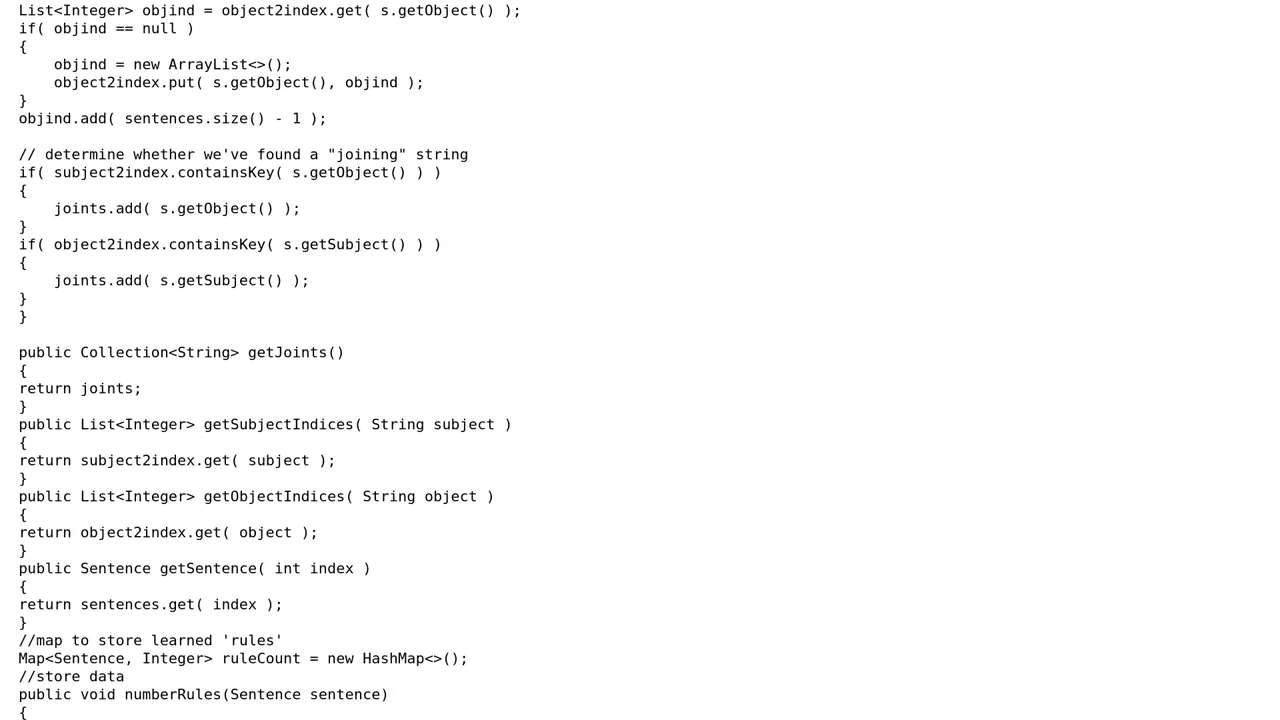 List<Integer> objind = object2index.get( s.getObject() );
if( objind == null )
{
    objind = new ArrayList<>();
    object2index.put( s.getObject(), objind );
}
objind.add( sentences.size() - 1 );

// determine whether we've found a "joining" string
if( subject2index.containsKey( s.getObject() ) )
{
    joints.add( s.getObject() );
}
if( object2index.containsKey( s.getSubject() ) )
{
    joints.add( s.getSubject() );
}
}

public Collection<String> getJoints()
{
return joints;
}
public List<Integer> getSubjectIndices( String subject )
{
return subject2index.get( subject );
}
public List<Integer> getObjectIndices( String object )
{
return object2index.get( object );
}
public Sentence getSentence( int index )
{
return sentences.get( index );
}
//map to store learned 'rules'
Map<Sentence, Integer> ruleCount = new HashMap<>();
//store data
public void numberRules(Sentence sentence)
{